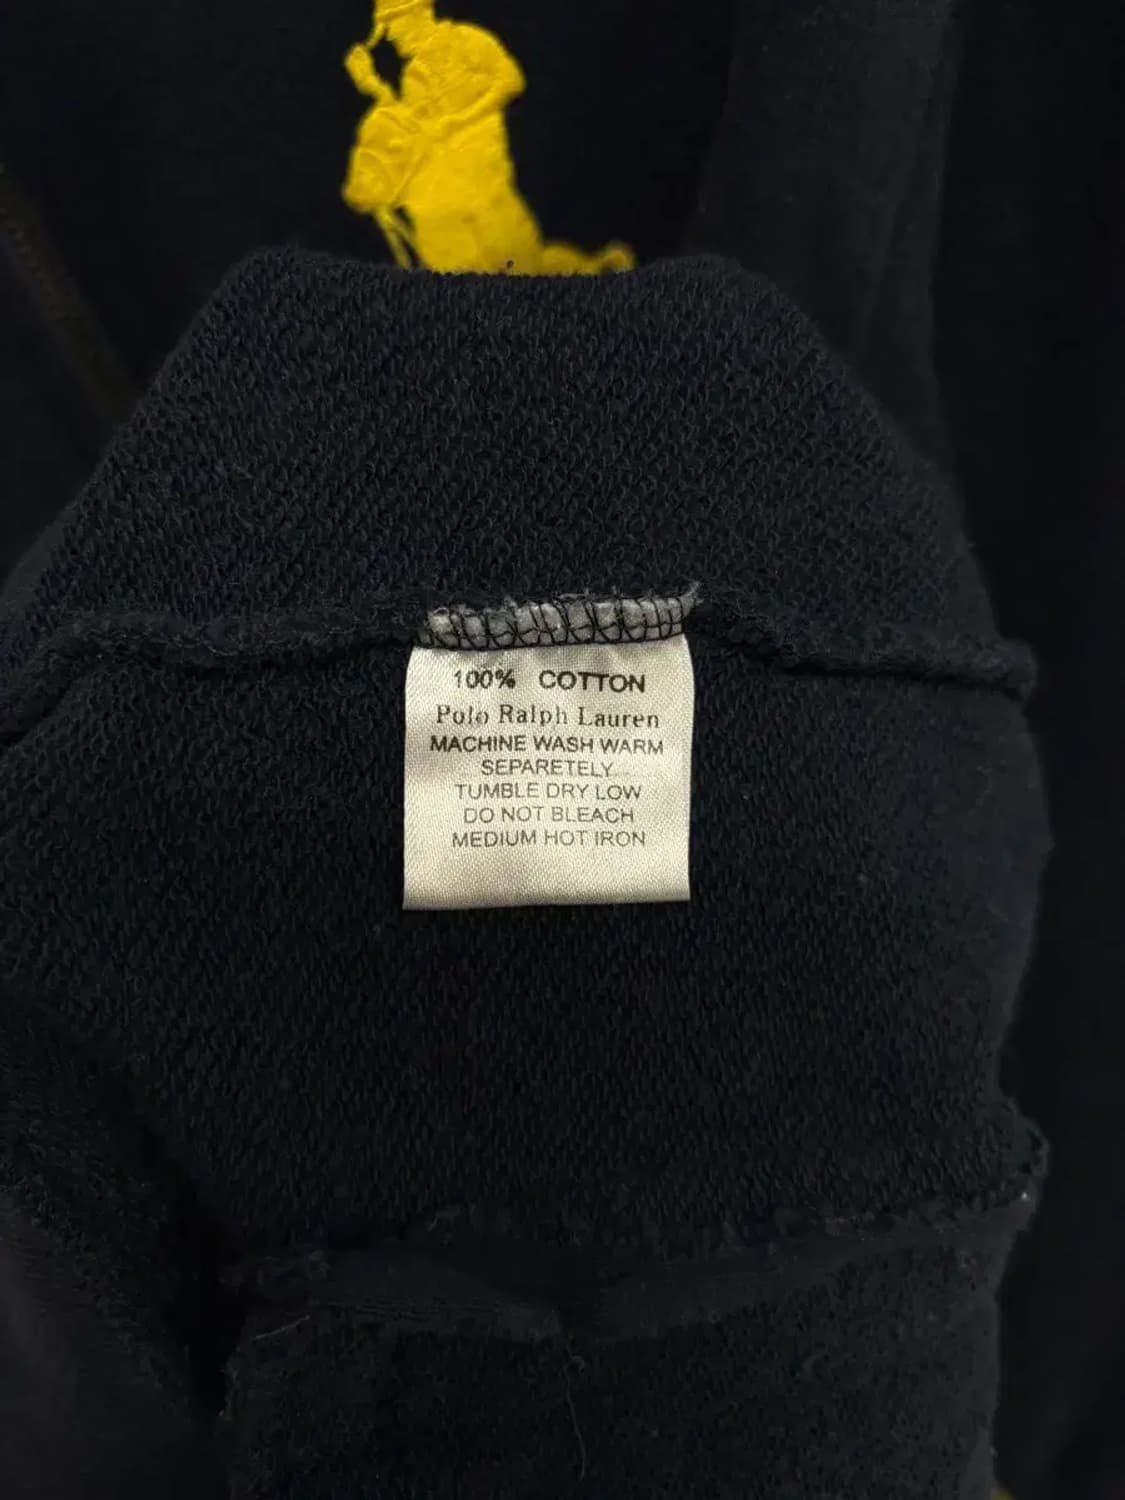 100% COTTON
Polo Ralph Lauren
MACHINE WASH WARM
SEPARETELY
TUMBLE DRY LOW
DO NOT BLEACH
MEDIUM HOT IRON